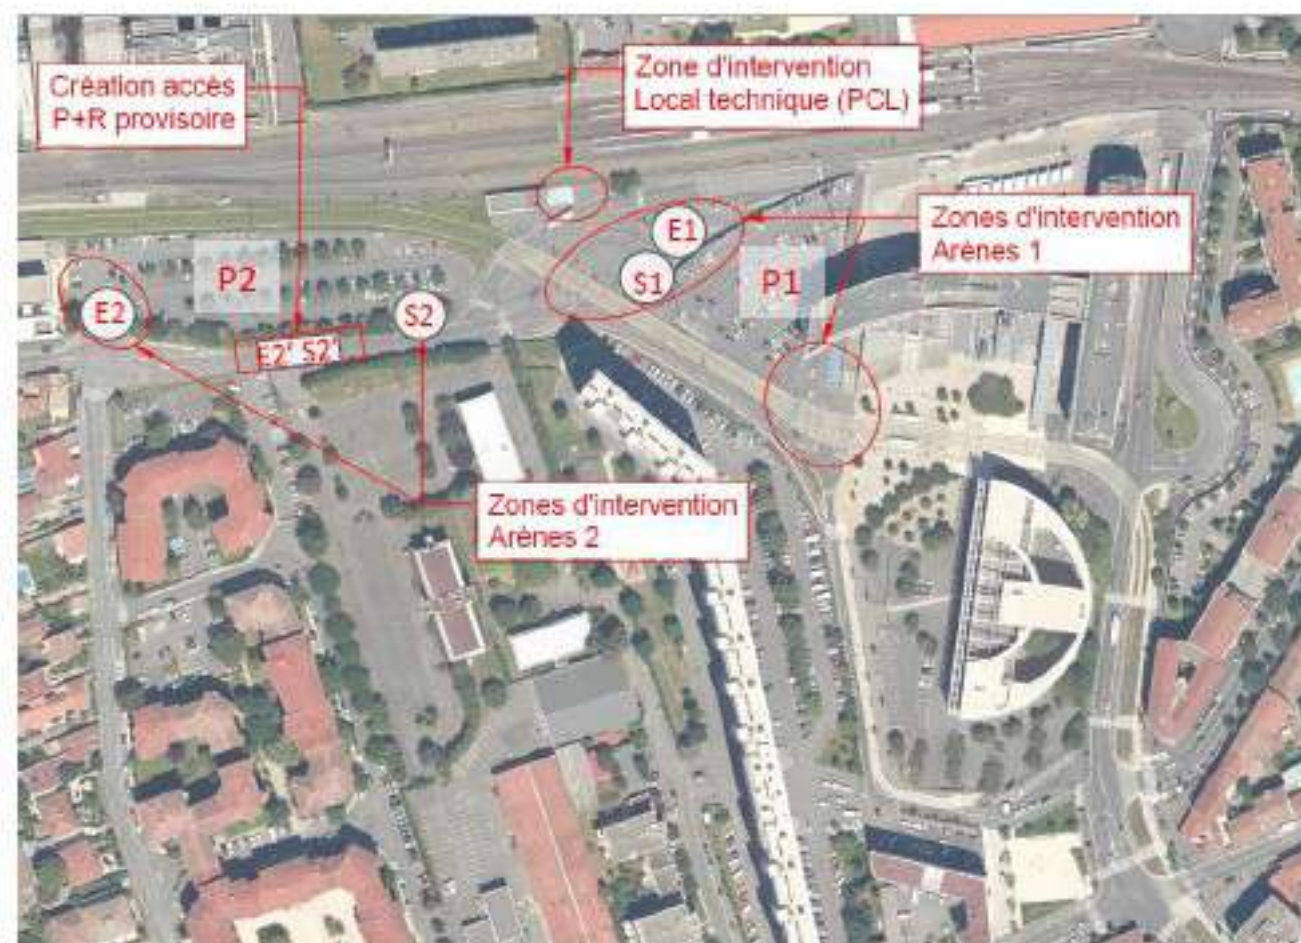 Création accès
P+R provisoire
Zone d'intervention
Local technique (PCL)
Zones d'intervention
Arènes 1
E1
S1
P1
P2
E2
S2
E2' S2'
Zones d'intervention
Arènes 2